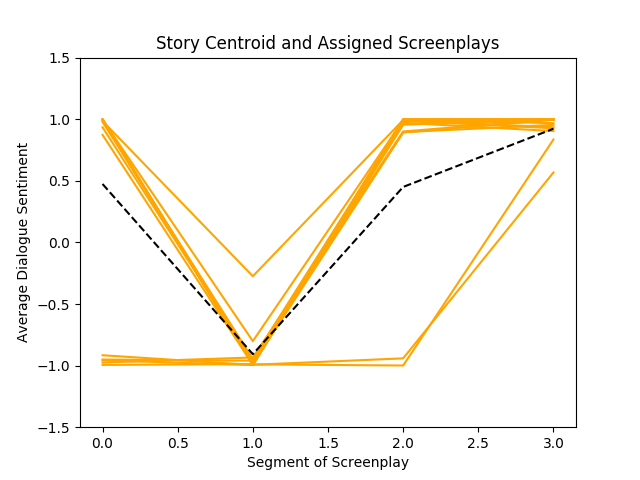 Story Centroid and Assigned Screenplays
1.5
1.0
0.5
0.0
−0.5
−1.0
−1.5
Average Dialogue Sentiment
0.0 0.5 1.0 1.5 2.0 2.5 3.0
Segment of Screenplay